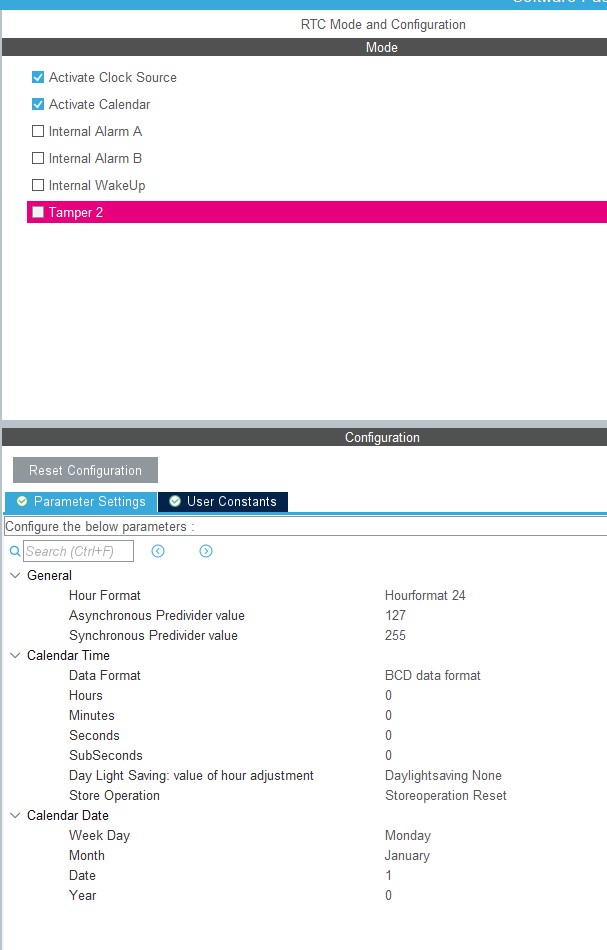 RTC Mode and Configuration
Mode
Activate Clock Source
Activate Calendar
Internal Alarm A
Internal Alarm B
Internal WakeUp
Tamper 2
Configuration
Reset Configuration
Parameter Settings User Constants
Configure the below parameters :
Search (Ctrl+F)
General
Hour Format Hourformat 24
Asynchronous Predivider value 127
Synchronous Predivider value 255
Calendar Time
Data Format BCD data format
Hours 0
Minutes 0
Seconds 0
SubSeconds 0
Day Light Saving: value of hour adjustment Daylightsaving None
Store Operation Storeoperation Reset
Calendar Date
Week Day Monday
Month January
Date 1
Year 0